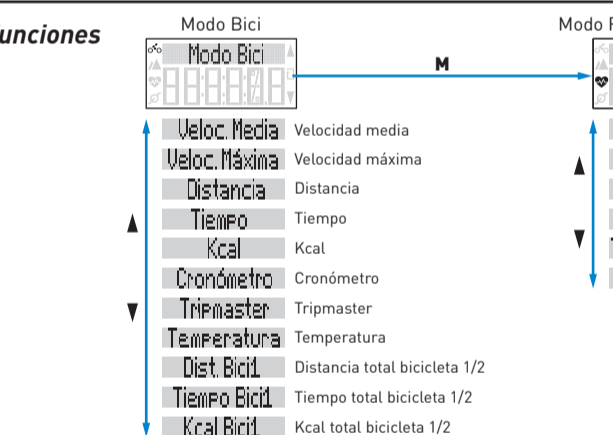 unciones
Modo Bici
Modo
Modo Bici
M
Veloc. Media Velocidad media
Veloc. Máxima Velocidad máxima
Distancia Distancia
Tiempo Tiempo
Kcal Kcal
Cronómetro Cronómetro
Tripmaster Tripmaster
Temperatura Temperatura
Dist. Bici1 Distancia total bicicleta 1/2
Tiempo Bici1 Tiempo total bicicleta 1/2
Kcal Bici1 Kcal total bicicleta 1/2